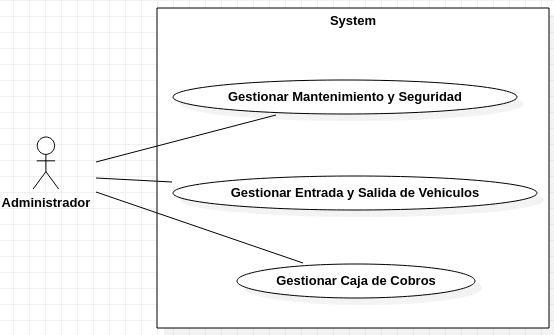 System
Gestionar Mantenimiento y Seguridad
Administrador
Gestionar Entrada y Salida de Vehiculos
Gestionar Caja de Cobros